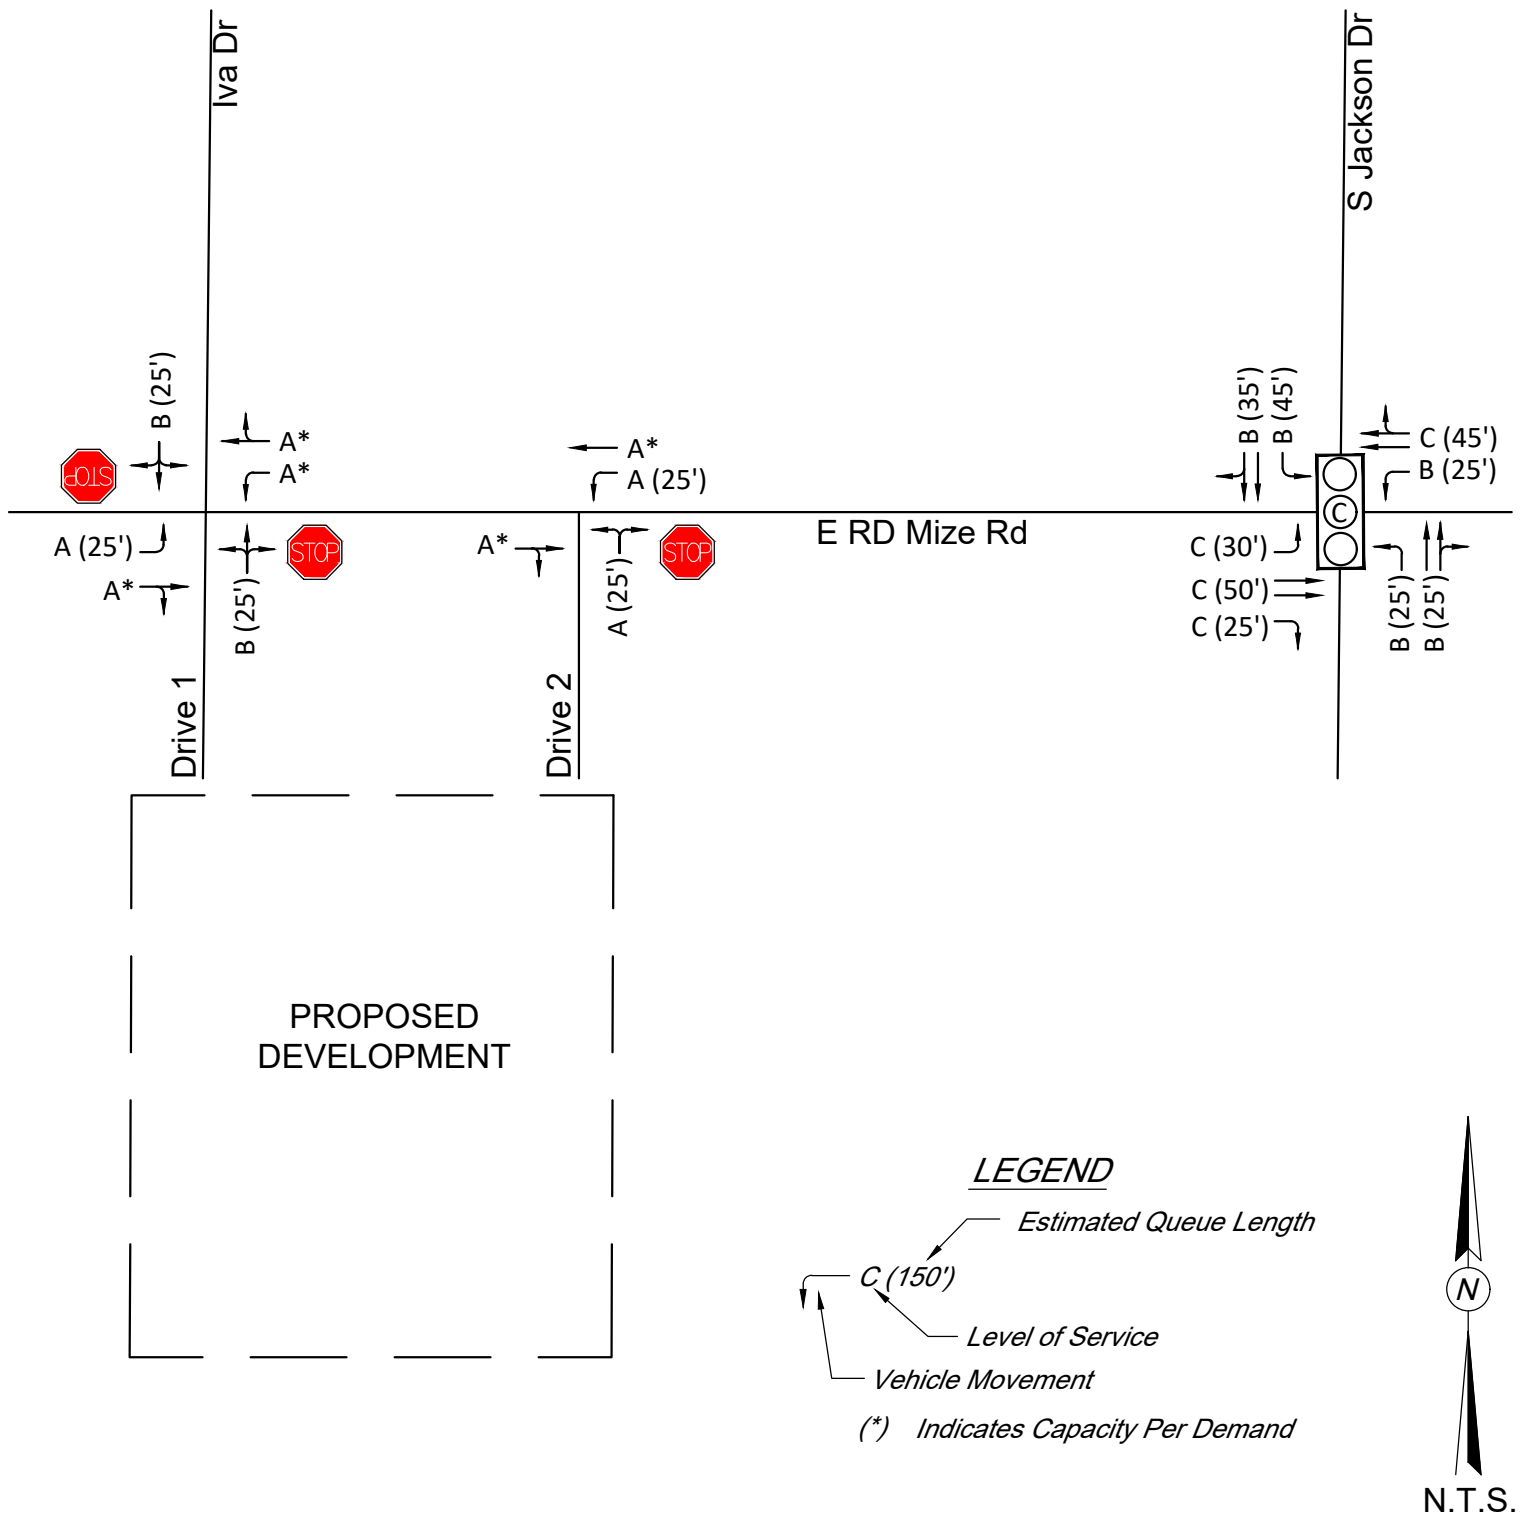 Iva Dr
S Jackson Dr
B (25')
STOP
A*
A*
A*
A (25')
B (35')
B (45')
C (45')
B (25')
C
A (25')
A*
B (25')
STOP
A*
A (25')
STOP
E RD Mize Rd
C (30')
C (50')
C (25')
B (25')
B (25')
Drive 1
Drive 2
PROPOSED
DEVELOPMENT
LEGEND
Estimated Queue Length
C (150')
Level of Service
Vehicle Movement
(*) Indicates Capacity Per Demand
N
N.T.S.